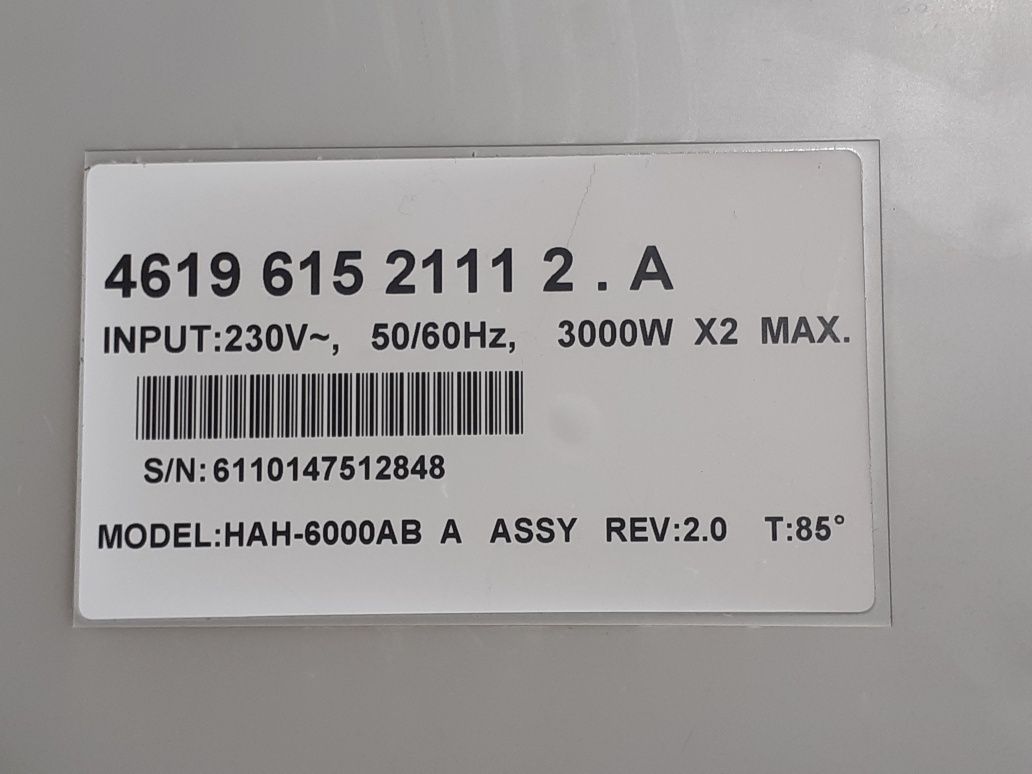 4619 615 2111 2 . A
INPUT:230V~, 50/60Hz, 3000W X2 MAX.
S/N: 6110147512848
MODEL:HAH-6000AB A ASSY REV:2.0 T:85°